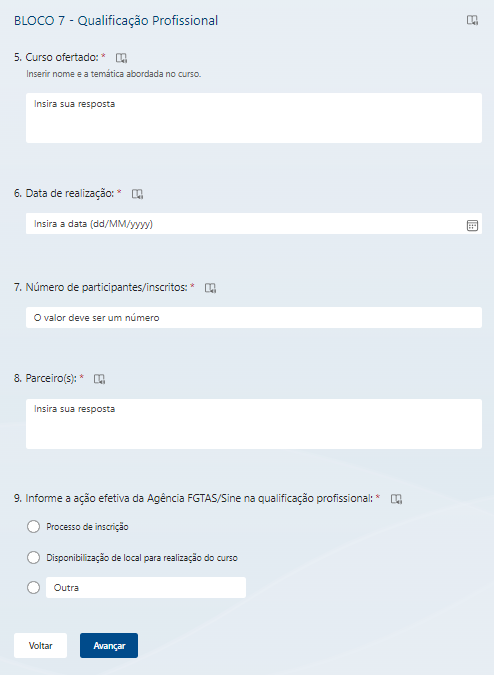 BLOCO 7 - Qualificação Profissional
5. Curso ofertado: *
Inserir nome e a temática abordada no curso.
Insira sua resposta
6. Data de realização: *
Insira a data (dd/MM/yyyy)
7. Número de participantes/inscritos: *
O valor deve ser um número
8. Parceiro(s): *
Insira sua resposta
9. Informe a ação efetiva da Agência FGTAS/Sine na qualificação profissional: *
Processo de inscrição
Disponibilização de local para realização do curso
Outra
Voltar
Avançar